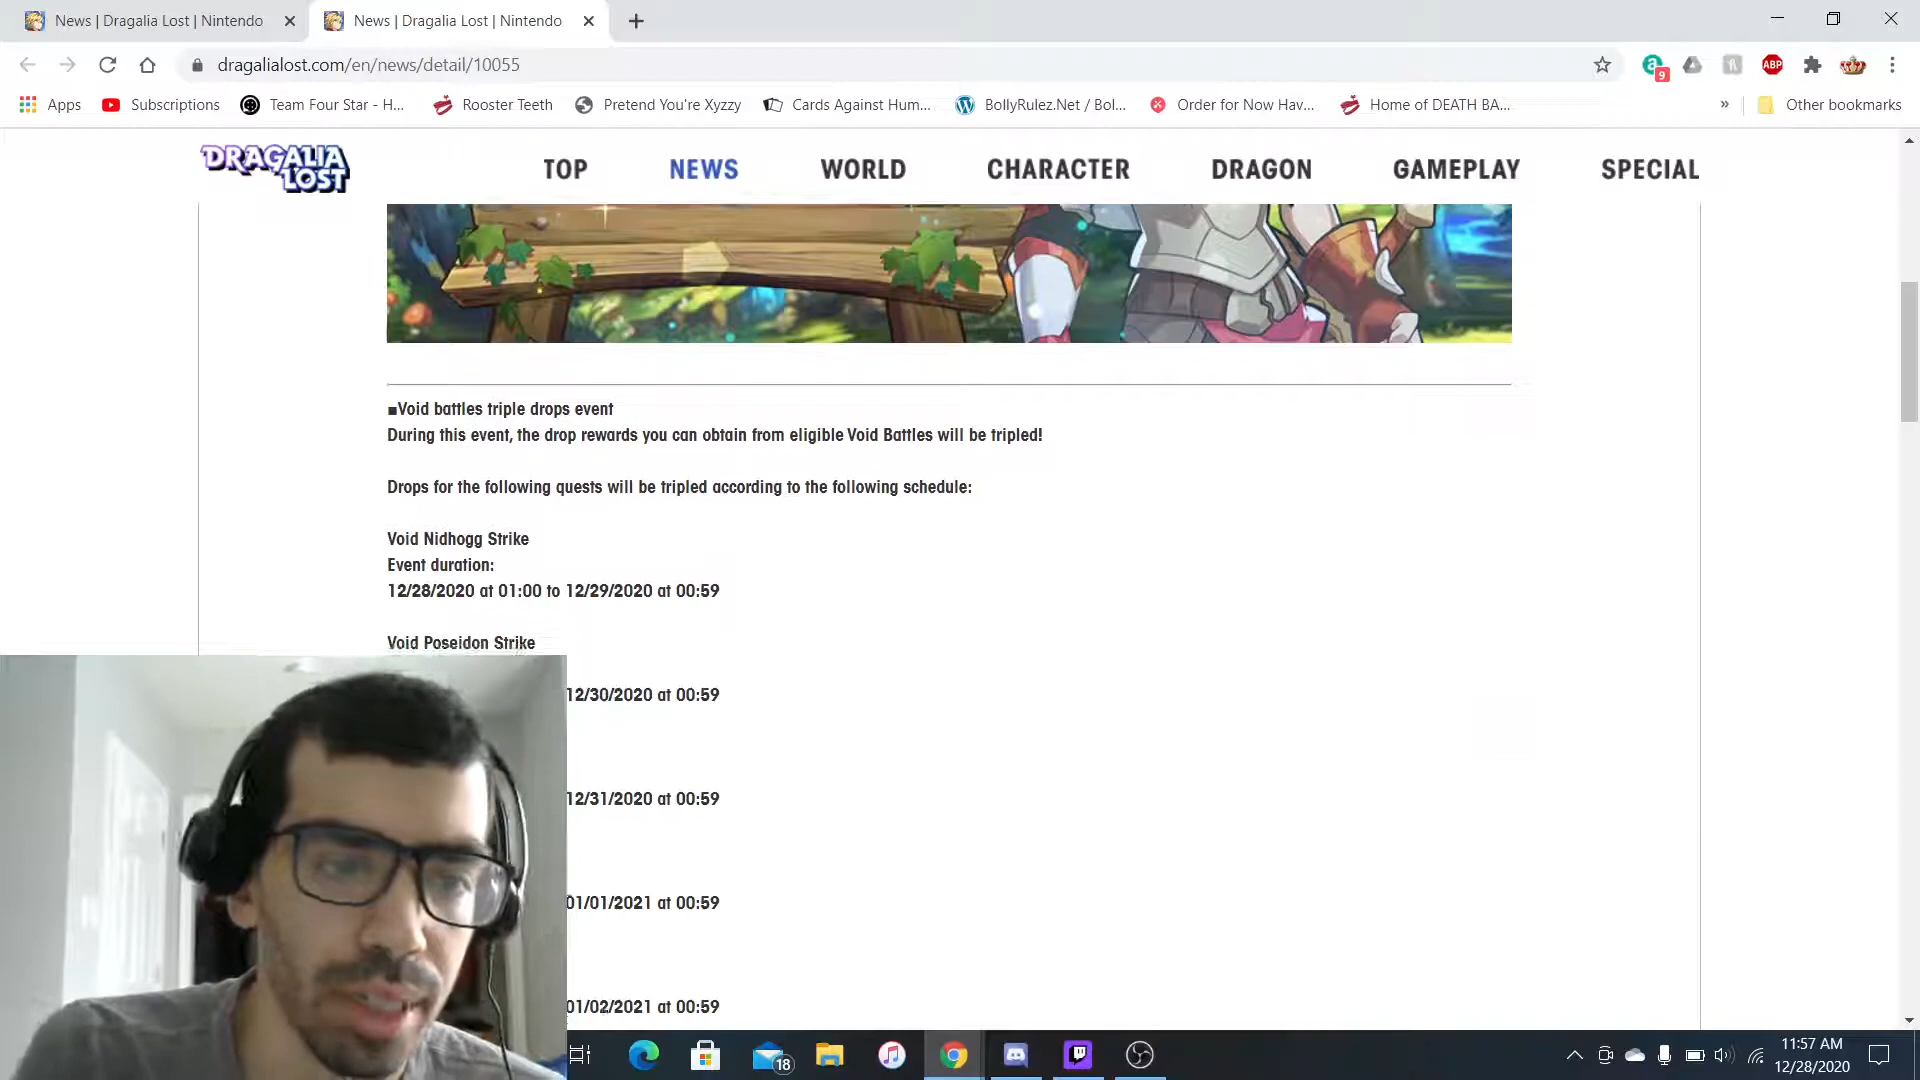 News | Dragalia Lost | Nintendo
News | Dragalia Lost | Nintendo
dragalialost.com/en/news/detail/10055
9
ABP
Apps
Subscriptions
Team Four Star - H...
Rooster Teeth
Pretend You're Xyzzy
Cards Against Hum...
BollyRulez.Net / Bol...
Order for Now Hav...
Home of DEATH BA...
»
Other bookmarks
DRAGALIA
LOST
TOP
NEWS
WORLD
CHARACTER
DRAGON
GAMEPLAY
SPECIAL
■Void battles triple drops event
During this event, the drop rewards you can obtain from eligible Void Battles will be tripled!
Drops for the following quests will be tripled according to the following schedule:
Void Nidhogg Strike
Event duration:
12/28/2020 at 01:00 to 12/29/2020 at 00:59
Void Poseidon Strike
12/30/2020 at 00:59
12/31/2020 at 00:59
01/01/2021 at 00:59
01/02/2021 at 00:59
18
11:57 AM
12/28/2020